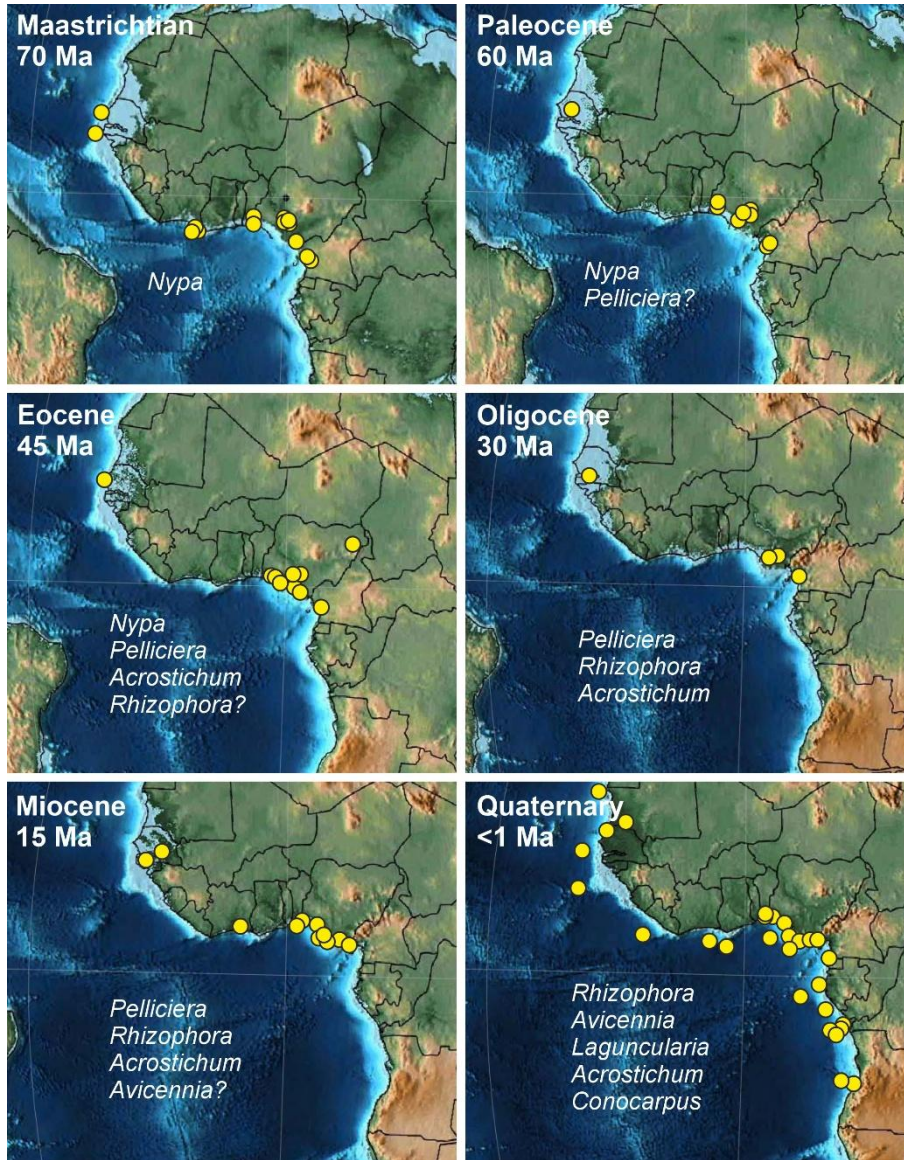 Maastrichtian
70 Ma
Nypa
Paleocene
60 Ma
Nypa
Pelliciera?
Eocene
45 Ma
Nypa
Pelliciera
Acrostichum
Rhizophora?
Oligocene
30 Ma
Pelliciera
Rhizophora
Acrostichum
Miocene
15 Ma
Pelliciera
Rhizophora
Acrostichum
Avicennia?
Quaternary
<1 Ma
Rhizophora
Avicennia
Laguncularia
Acrostichum
Conocarpus